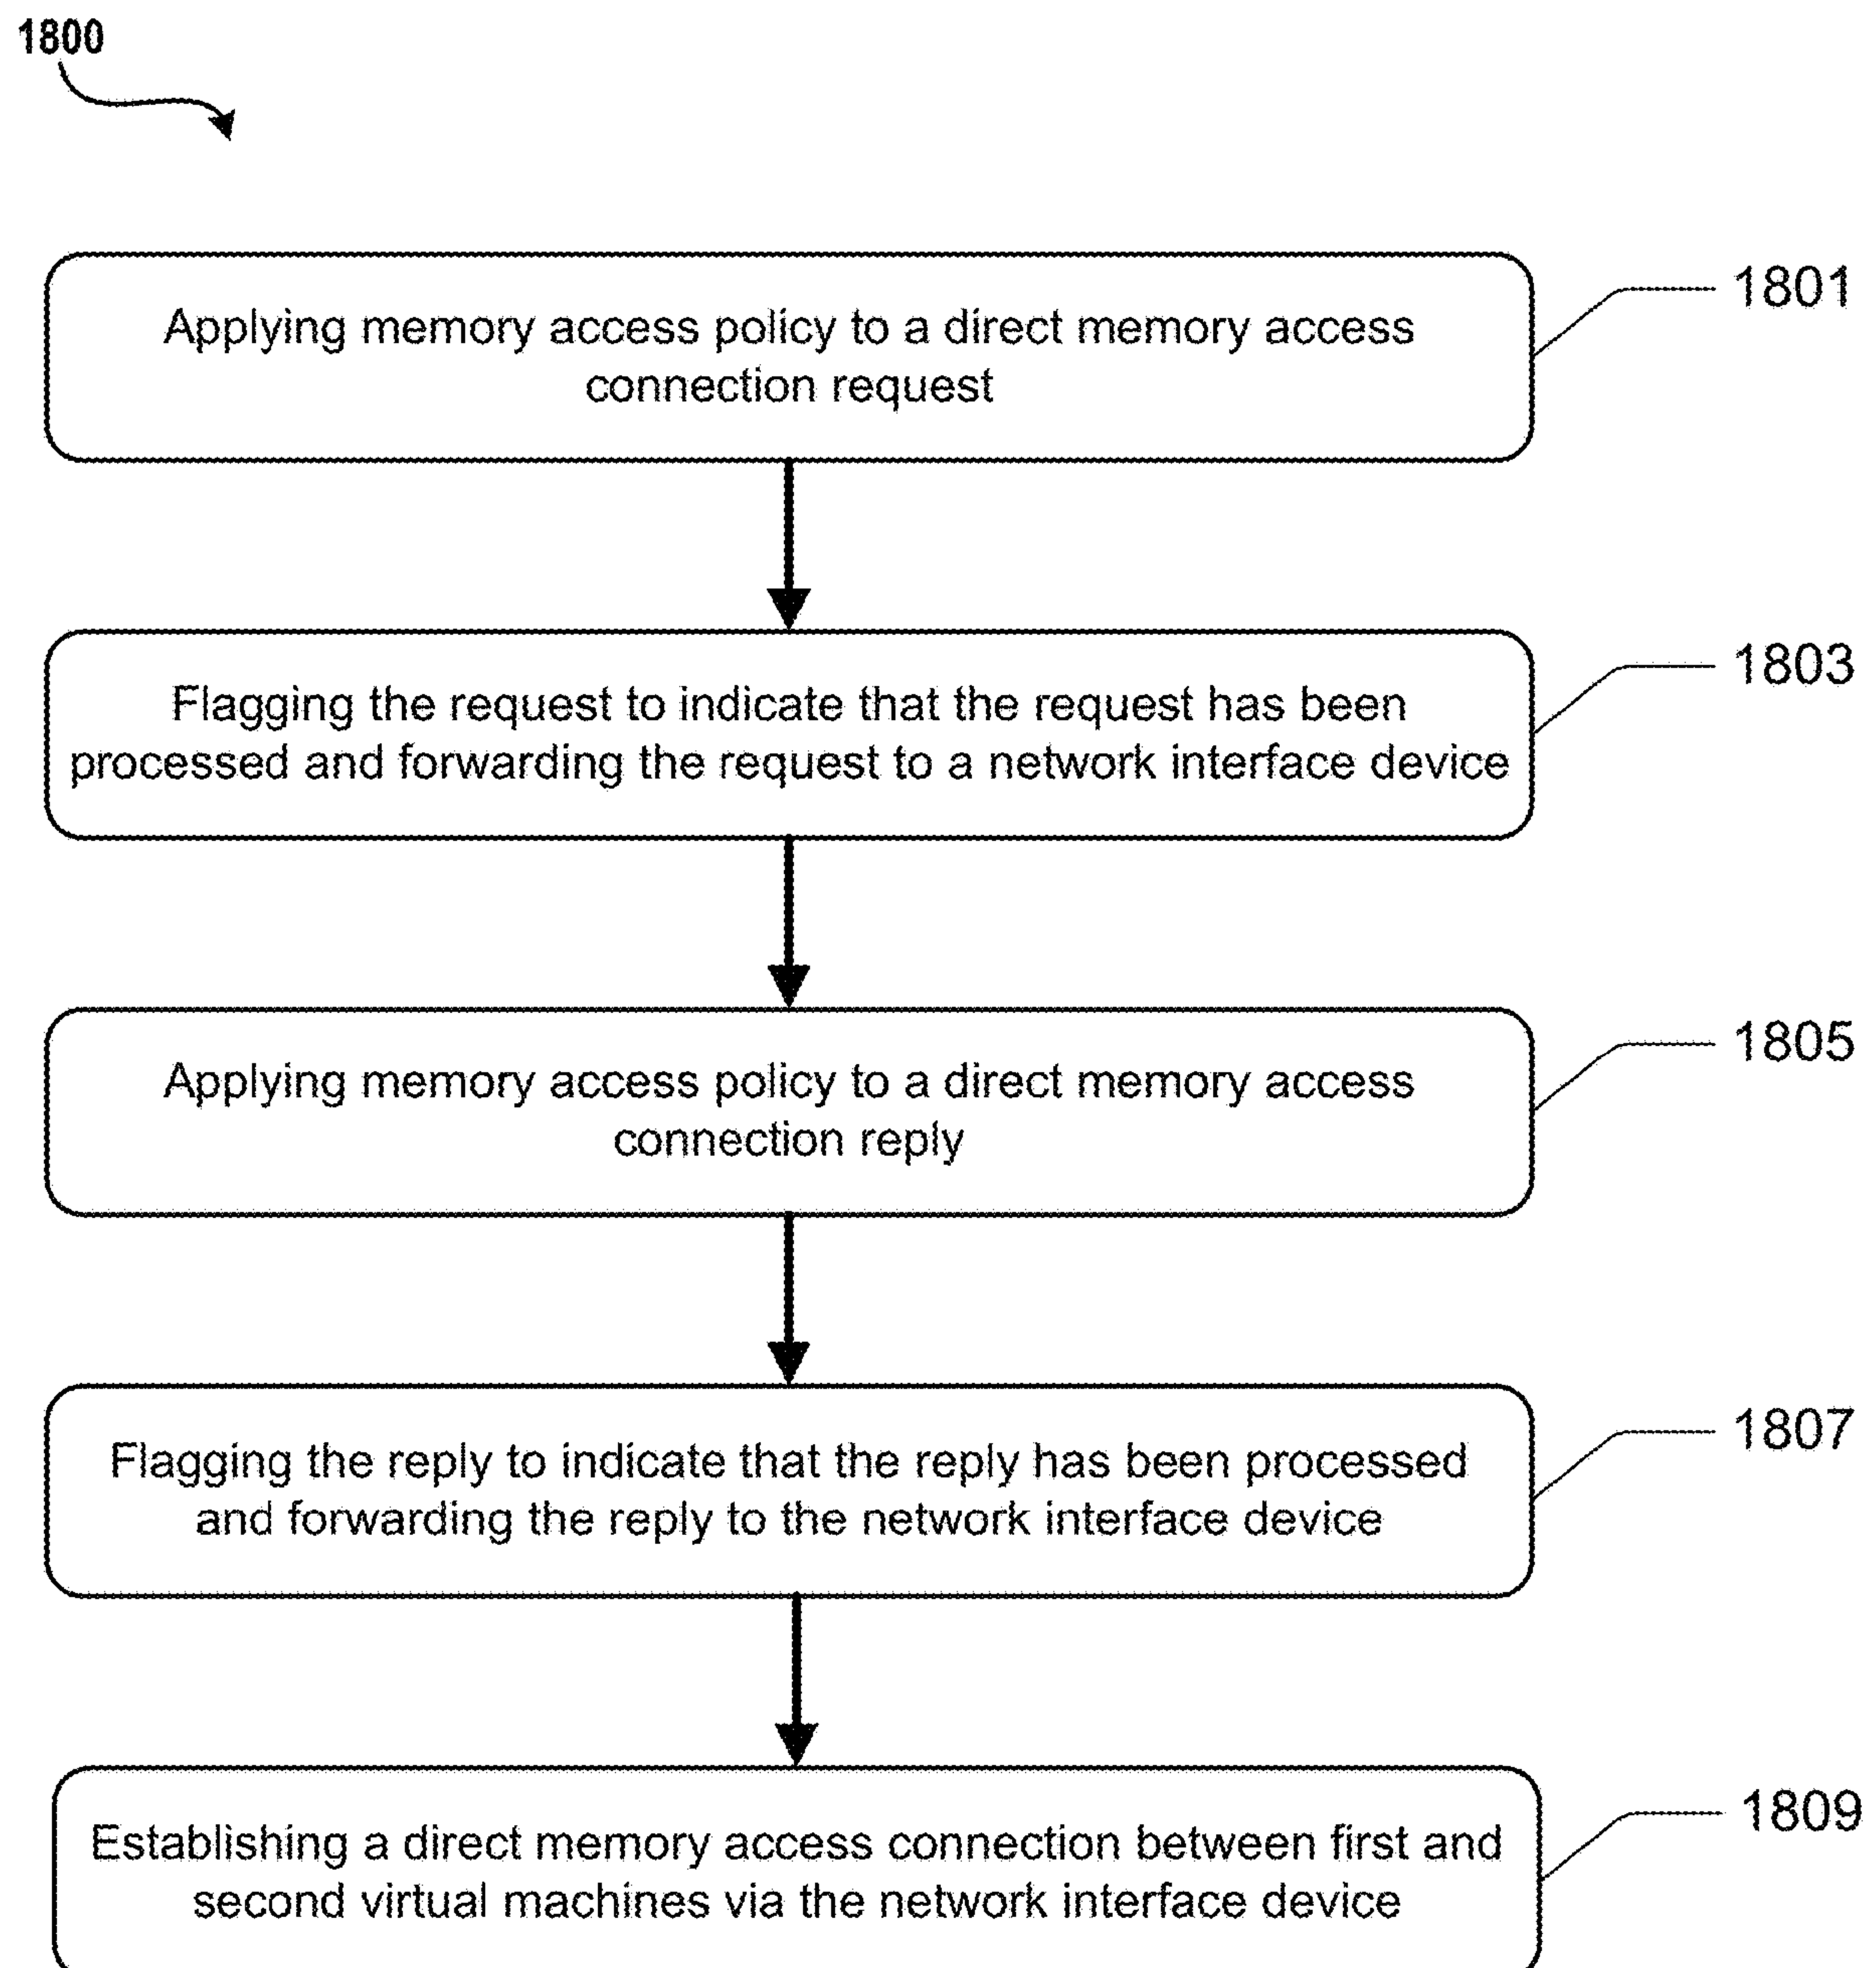 1800
Applying memory access policy to a direct memory access
connection request
1801
Flagging the request to indicate that the request has been
processed and forwarding the request to a network interface device
1803
Applying memory access policy to a direct memory access
connection reply
1805
Flagging the reply to indicate that the reply has been processed
and forwarding the reply to the network interface device
1807
Establishing a direct memory access connection between first and
second virtual machines via the network interface device
1809